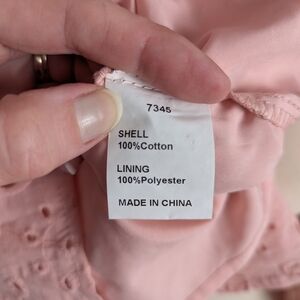 7345
SHELL
100%Cotton
LINING
100%Polyester
MADE IN CHINA